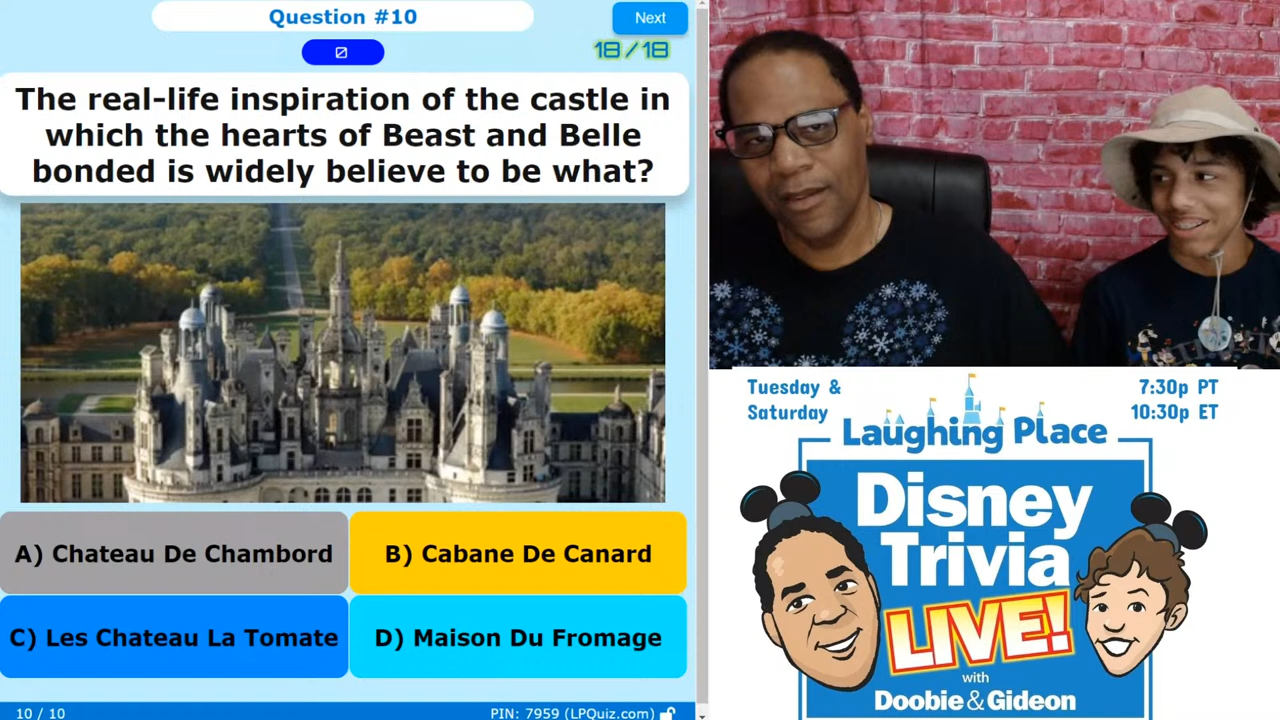 Question #10
Next
18/18
The real-life inspiration of the castle in
which the hearts of Beast and Belle
bonded is widely believe to be what?
A) Chateau De Chambord
B) Cabane De Canard
C) Les Chateau La Tomate
D) Maison Du Fromage
10 / 10
PIN: 7959 (LPQuiz.com)
Tuesday &
Saturday
7:30p PT
10:30p ET
Laughing Place
Disney
Trivia
LIVE!
with
Doobie & Gideon